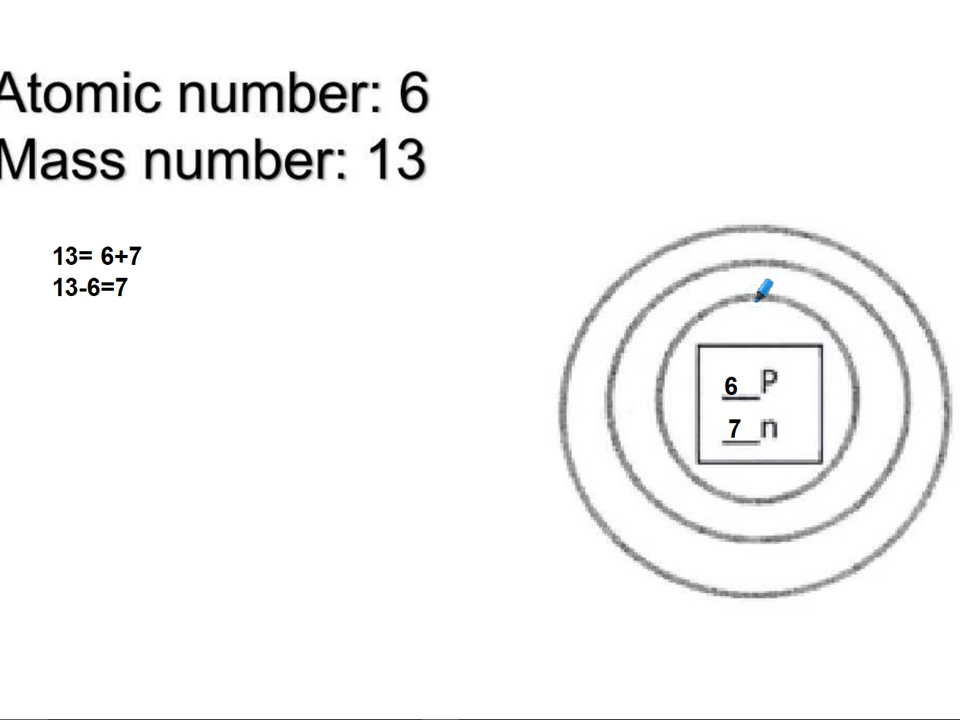 Atomic number: 6
Mass number: 13
13= 6+7
13-6=7
6 P
7 n